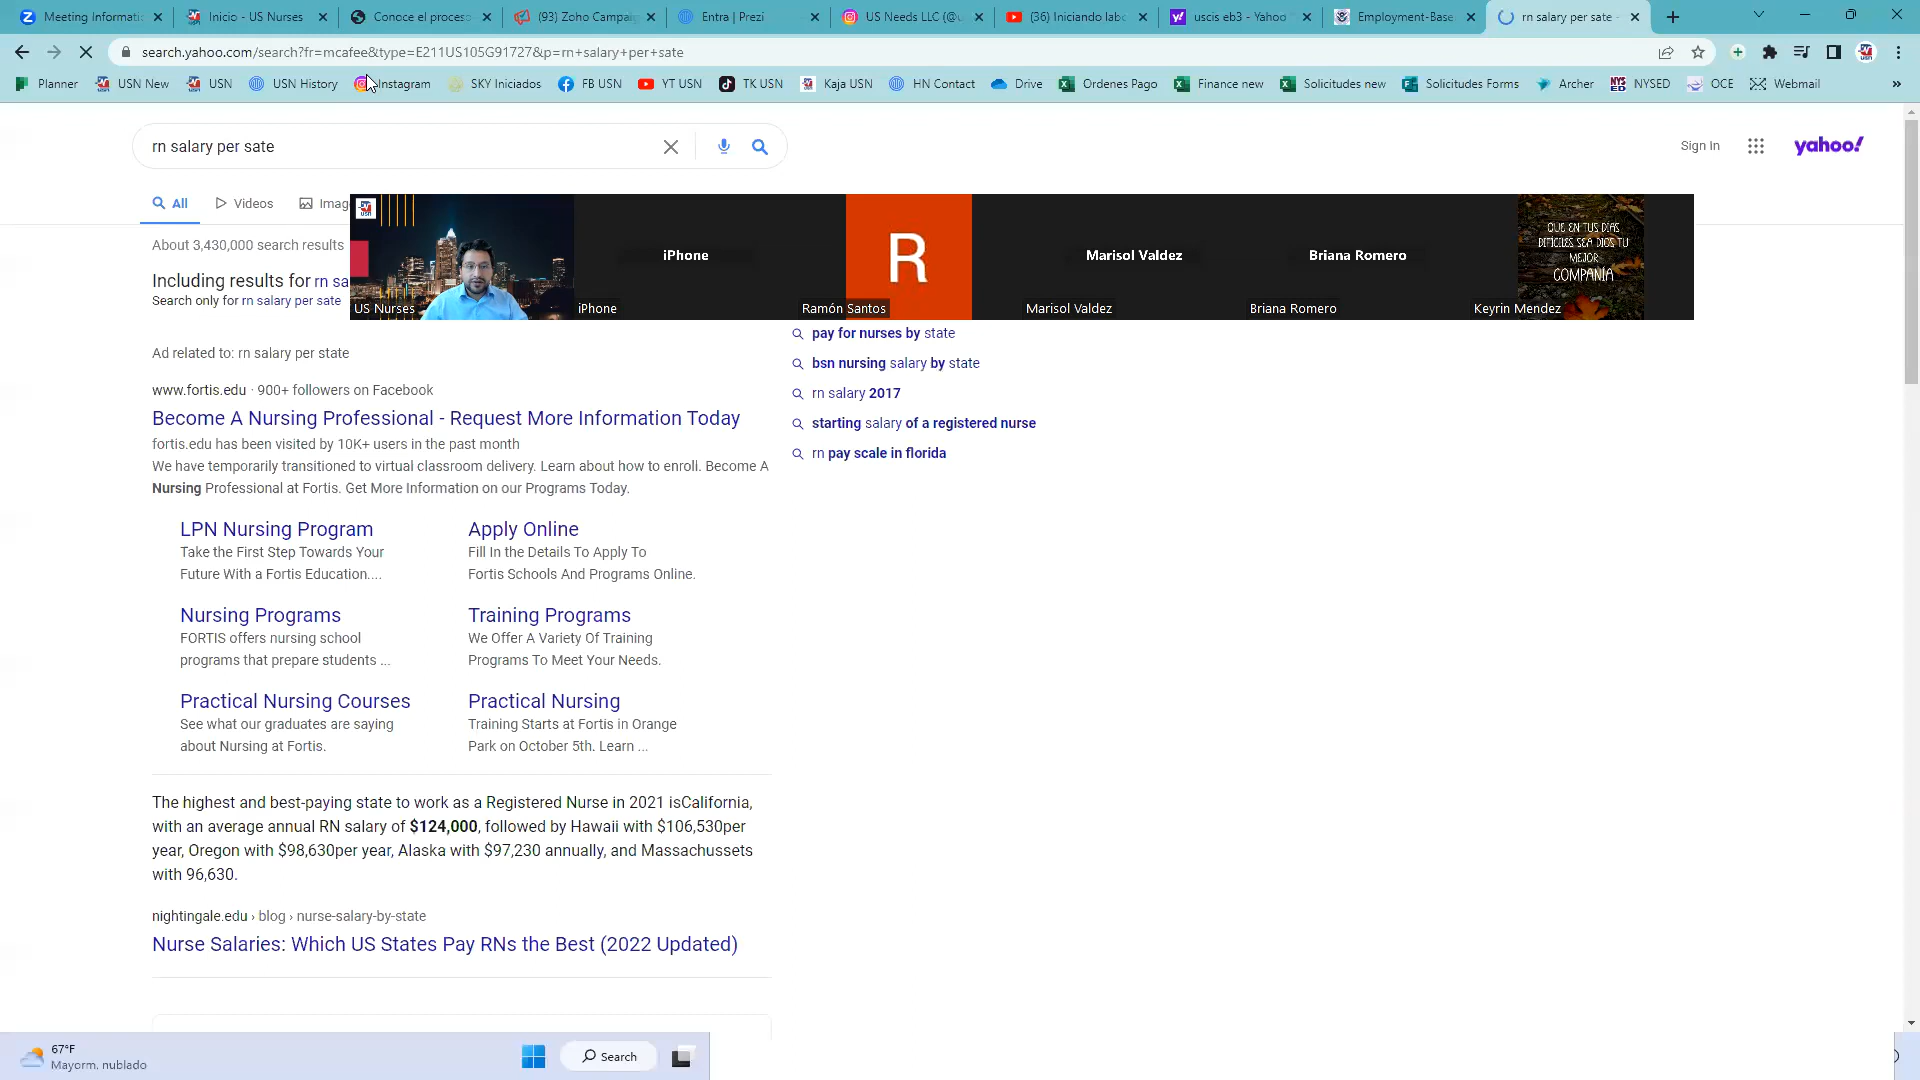 Meeting Informati
Inicio - US Nurses
Conoce el proceso
(93) Zoho Campai
Entra | Prezi
US Needs LLC (@u
(36) Iniciando labo
uscis eb3 - Yahoo
Employment-Base
rn salary per sate -
search.yahoo.com/search?fr=mcafee&type=E211US105G91727&p=rn+salary+per+sate
Planner
USN New
USN
USN History
Instagram
SKY Iniciados
FB USN
YT USN
TK USN
Kaja USN
HN Contact
Drive
Ordenes Pago
Finance new
Solicitudes new
Solicitudes Forms
Archer
NYSED
OCE
Webmail
»
rn salary per sate
Sign In
yahoo!
All
Videos
Imag
About 3,430,000 search results
Including results for rn sa
Search only for rn salary per sate
US Nurses
iPhone
iPhone
R
Ramón Santos
Marisol Valdez
Marisol Valdez
Briana Romero
Briana Romero
QUE EN TUS DÍAS
DIFÍCILES SEA DIOS TU
MEJOR
COMPAÑÍA
Keyrin Mendez
pay for nurses by state
bsn nursing salary by state
rn salary 2017
starting salary of a registered nurse
rn pay scale in florida
Ad related to: rn salary per state
www.fortis.edu · 900+ followers on Facebook
Become A Nursing Professional - Request More Information Today
fortis.edu has been visited by 10K+ users in the past month
We have temporarily transitioned to virtual classroom delivery. Learn about how to enroll. Become A
Nursing Professional at Fortis. Get More Information on our Programs Today.
LPN Nursing Program
Take the First Step Towards Your
Future With a Fortis Education....
Apply Online
Fill In the Details To Apply To
Fortis Schools And Programs Online.
Nursing Programs
FORTIS offers nursing school
programs that prepare students ...
Training Programs
We Offer A Variety Of Training
Programs To Meet Your Needs.
Practical Nursing Courses
See what our graduates are saying
about Nursing at Fortis.
Practical Nursing
Training Starts at Fortis in Orange
Park on October 5th. Learn ...
The highest and best-paying state to work as a Registered Nurse in 2021 isCalifornia,
with an average annual RN salary of $124,000, followed by Hawaii with $106,530per
year, Oregon with $98,630per year, Alaska with $97,230 annually, and Massachussets
with 96,630.
nightingale.edu › blog › nurse-salary-by-state
Nurse Salaries: Which US States Pay RNs the Best (2022 Updated)
67°F
Mayorm. nublado
Search